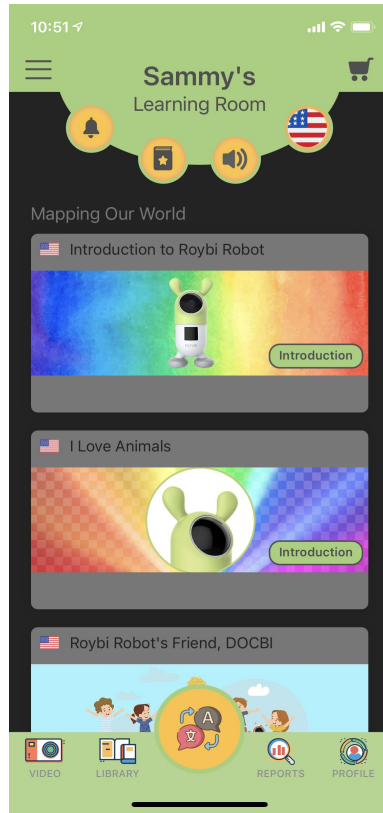 10:51
Sammy's
Learning Room
Mapping Our World
Introduction to Roybi Robot
Introduction
I Love Animals
Introduction
Roybi Robot's Friend, DOCBI
A
文
VIDEO
LIBRARY
REPORTS
PROFILE